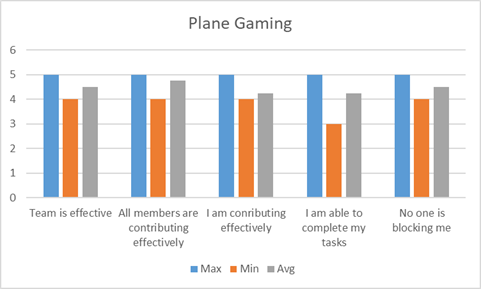 Plane Gaming
6
5
4
3
2
1
0
Team is effective
All members are
contributing
effectively
I am conributing
effectively
I am able to
complete my
tasks
No one is
blocking me
Max Min Avg